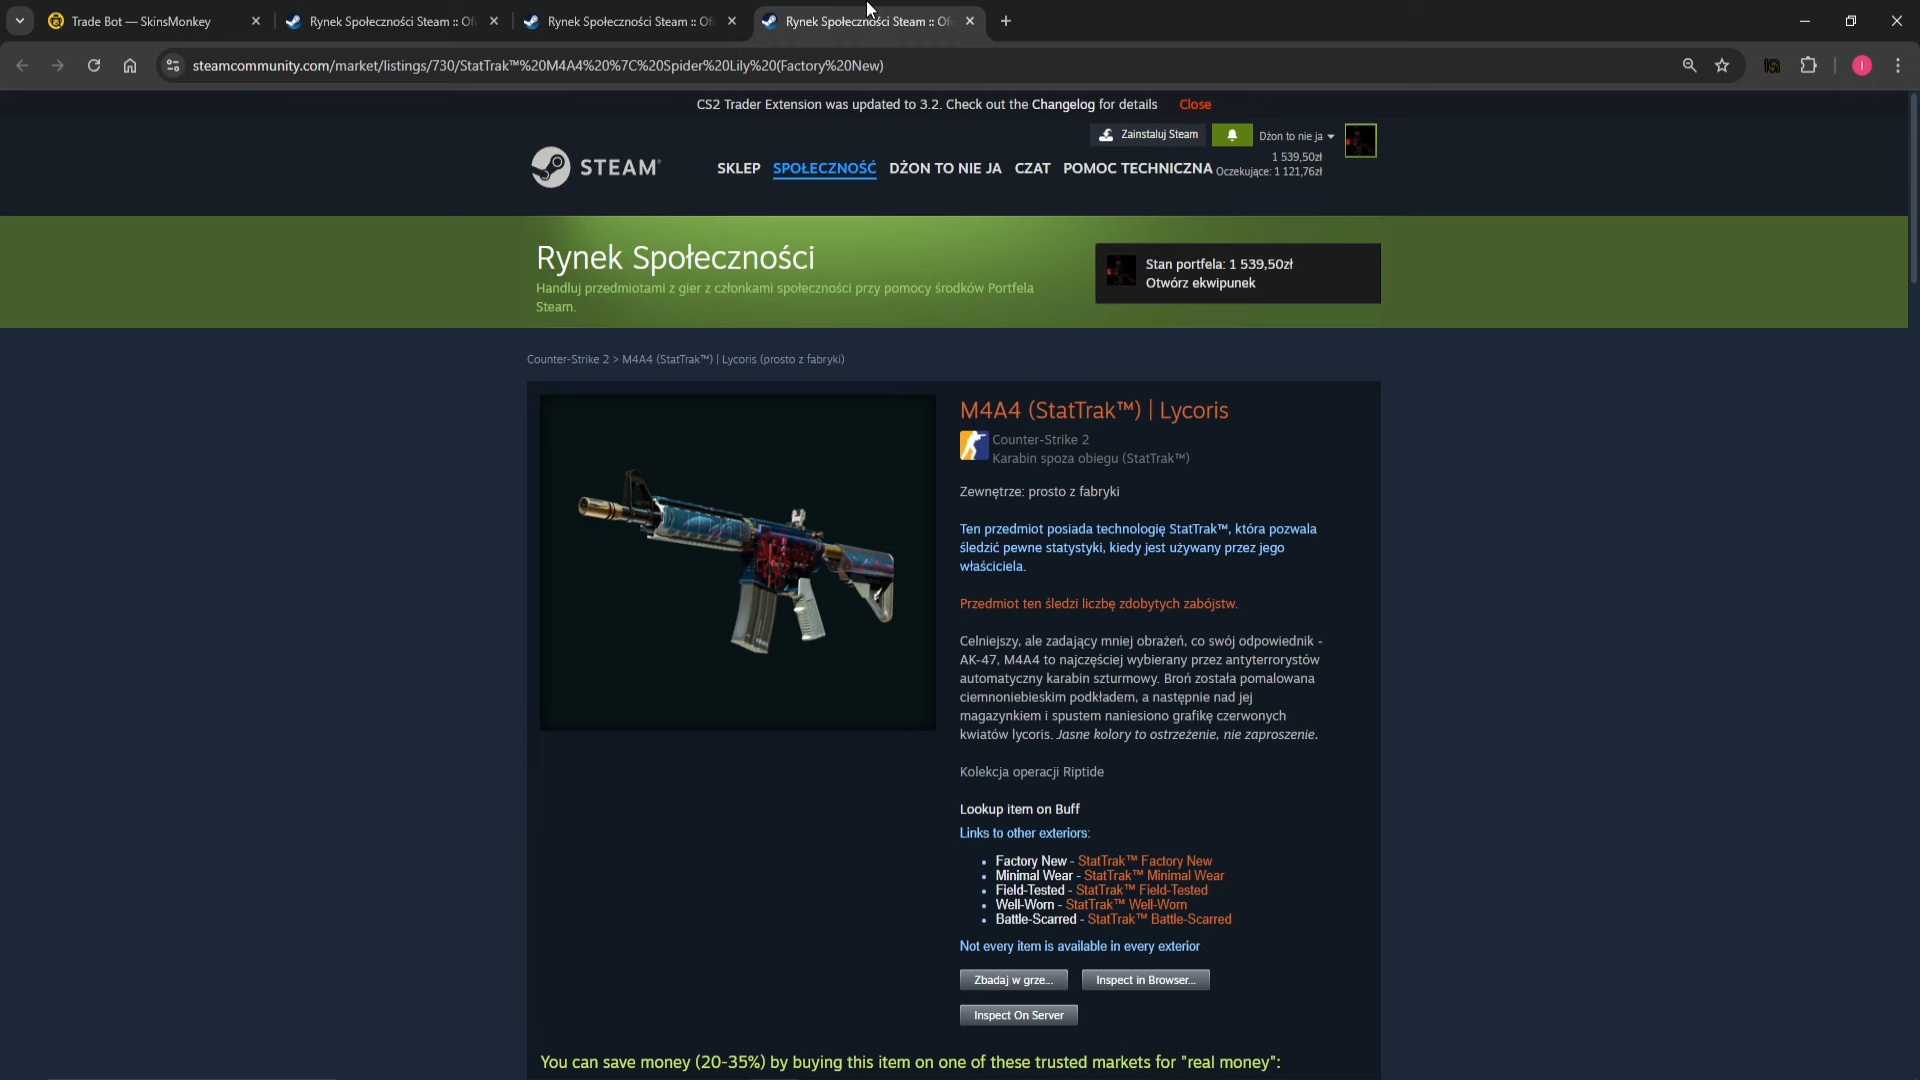 Trade Bot — SkinsMonkey
Rynek Społeczności Steam :: Of
Rynek Społeczności Steam :: Of
Rynek Społeczności Steam :: Of
steamcommunity.com/market/listings/730/StatTrak™%20M4A4%20%7C%20Spider%20Lily%20(Factory%20New)
I
CS2 Trader Extension was updated to 3.2. Check out the Changelog for details Close
Zainstaluj Steam
Dżon to nie ja
STEAM
SKLEP SPOŁECZNOŚĆ DŻON TO NIE JA CZAT POMOC TECHNICZNA
1 539,50zł
Oczekujące: 1 121,76zł
Rynek Społeczności
Handluj przedmiotami z gier z członkami społeczności przy pomocy środków Portfela
Steam.
Stan portfela: 1 539,50zł
Otwórz ekwipunek
Counter-Strike 2 > M4A4 (StatTrak™) | Lycoris (prosto z fabryki)
M4A4 (StatTrak™) | Lycoris
Counter-Strike 2
Karabin spoza obiegu (StatTrak™)
Zewnętrze: prosto z fabryki
Ten przedmiot posiada technologię StatTrak™, która pozwala
śledzić pewne statystyki, kiedy jest używany przez jego
właściciela.
Przedmiot ten śledzi liczbę zdobytych zabójstw.
Celniejszy, ale zadający mniej obrażeń, co swój odpowiednik -
AK-47, M4A4 to najczęściej wybierany przez antyterrorystów
automatyczny karabin szturmowy. Broń została pomalowana
ciemnoniebieskim podkładem, a następnie nad jej
magazynkiem i spustem naniesiono grafikę czerwonych
kwiatów lycoris. Jasne kolory to ostrzeżenie, nie zaproszenie.
Kolekcja operacji Riptide
Lookup item on Buff
Links to other exteriors:
Factory New - StatTrak™ Factory New
Minimal Wear - StatTrak™ Minimal Wear
Field-Tested - StatTrak™ Field-Tested
Well-Worn - StatTrak™ Well-Worn
Battle-Scarred - StatTrak™ Battle-Scarred
Not every item is available in every exterior
Zbadaj w grze...
Inspect in Browser...
Inspect On Server
You can save money (20-35%) by buying this item on one of these trusted markets for "real money":